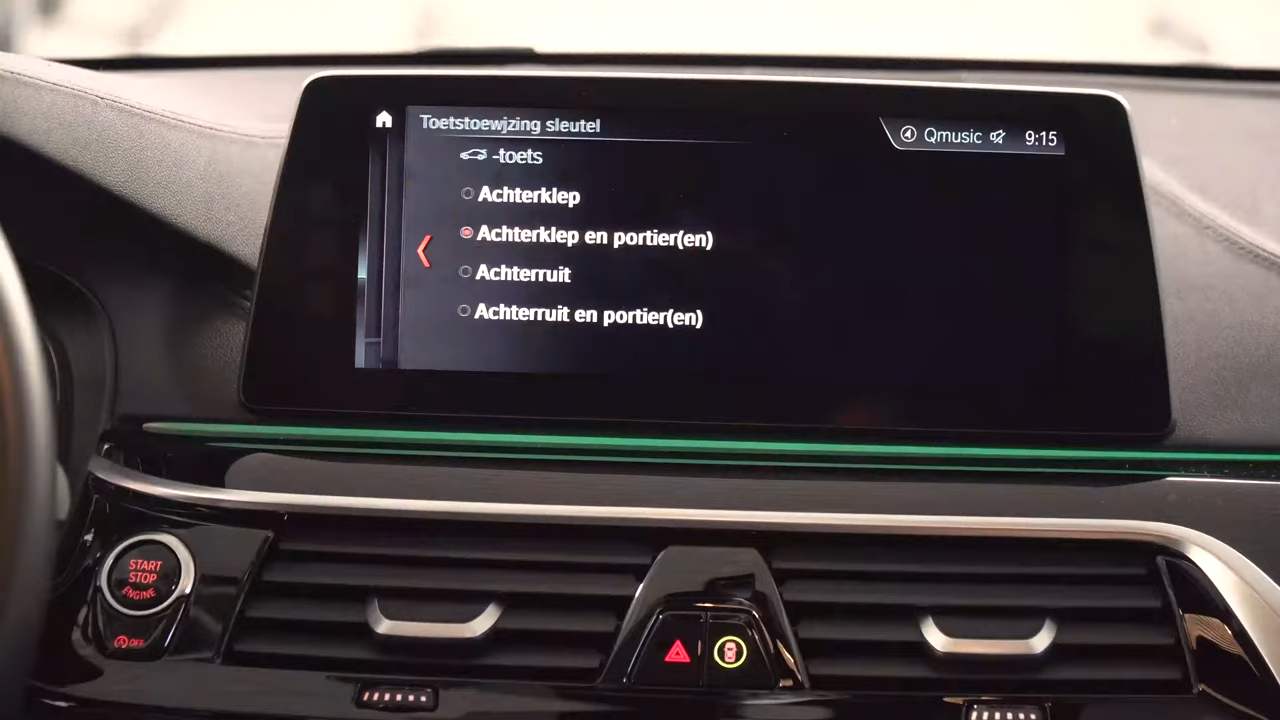 Toetstoewjzing sleutel
Qmusic 9:15
-toets
Achterklep
Achterklep en portier(en)
Achterruit
Achterruit en portier(en)
START
STOP
ENGINE
OFF